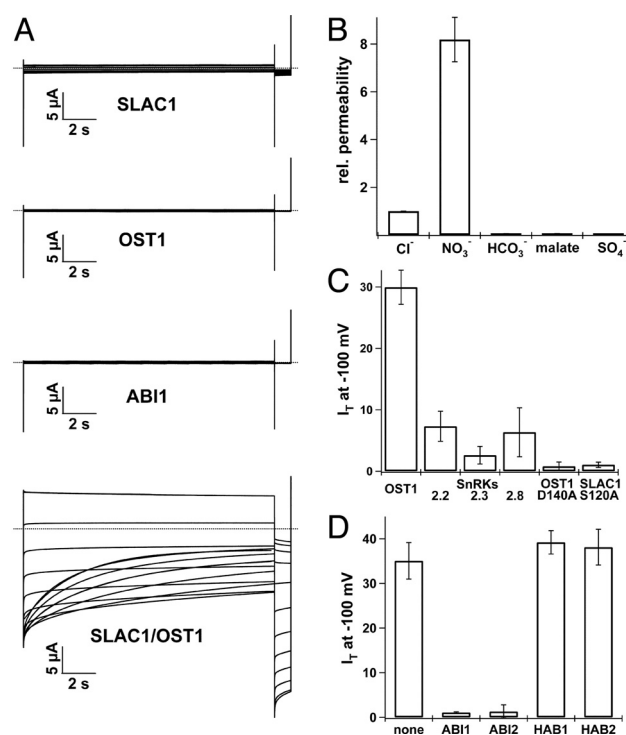 A
5 µA
2 s
SLAC1
5 µA
2 s
OST1
5 µA
2 s
ABI1
5 µA
2 s
SLAC1/OST1
B
rel. permeability
8
6
4
2
Cl⁻ NO₃⁻ HCO₃⁻ malate SO₄⁻
C
I_T at -100 mV
30
20
10
0
OST1 2.2 SnRKs 2.3 2.8 OST1 D140A SLAC1 S120A
D
I_T at -100 mV
40
30
20
10
0
none ABI1 ABI2 HAB1 HAB2